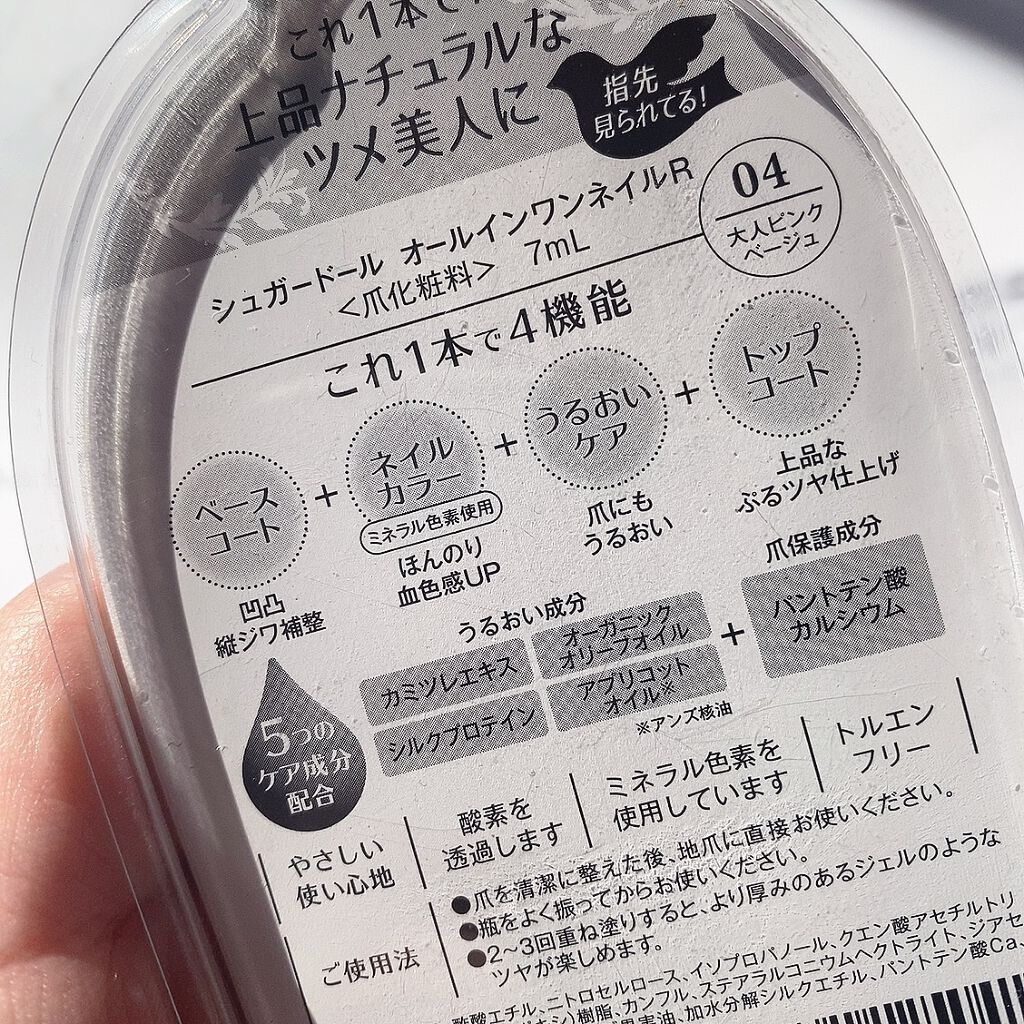 これ1本で
上品ナチュラルな
ツメ美人に
指先
見られてる!
シュガードール オールインワンネイルR
<爪化粧料> 7mL
04
大人ピンク
ベージュ
これ1本で4機能
ベース
コート
+
ネイル
カラー
+
うるおい
ケア
+
トップ
コート
凹凸
縦ジワ補整
ミネラル色素使用
ほんのり
血色感UP
爪にも
うるおい
上品な
ぷるツヤ仕上げ
5つの
ケア成分
配合
うるおい成分
カミツレエキス
オーガニック
オリーブオイル
シルクプロテイン
アプリコット
オイル※
※アンズ核油
+
爪保護成分
パントテン酸
カルシウム
やさしい
使い心地
酸素を
透過します
ミネラル色素を
使用しています
トルエン
フリー
ご使用法
●爪を清潔に整えた後、地爪に直接お使いください。
●瓶をよく振ってからお使いください。
●2~3回重ね塗りすると、より厚みのあるジェルのような
ツヤが楽しめます。
酢酸エチル、ニトロセルロース、イソプロパノール、クエン酸アセチルトリ
樹脂、カンフル、ステアラルコニウムヘクトライト、ジアセ
果実油、加水分解シルクエチル、パントテン酸Ca、